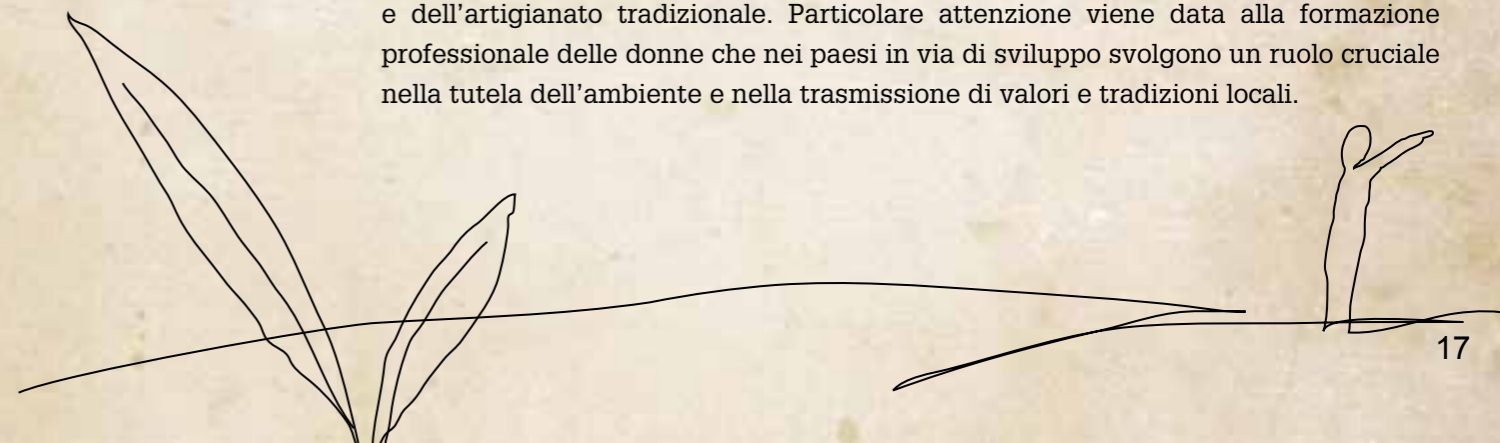 e dell’artigianato tradizionale. Particolare attenzione viene data alla formazione
professionale delle donne che nei paesi in via di sviluppo svolgono un ruolo cruciale
nella tutela dell’ambiente e nella trasmissione di valori e tradizioni locali.
17